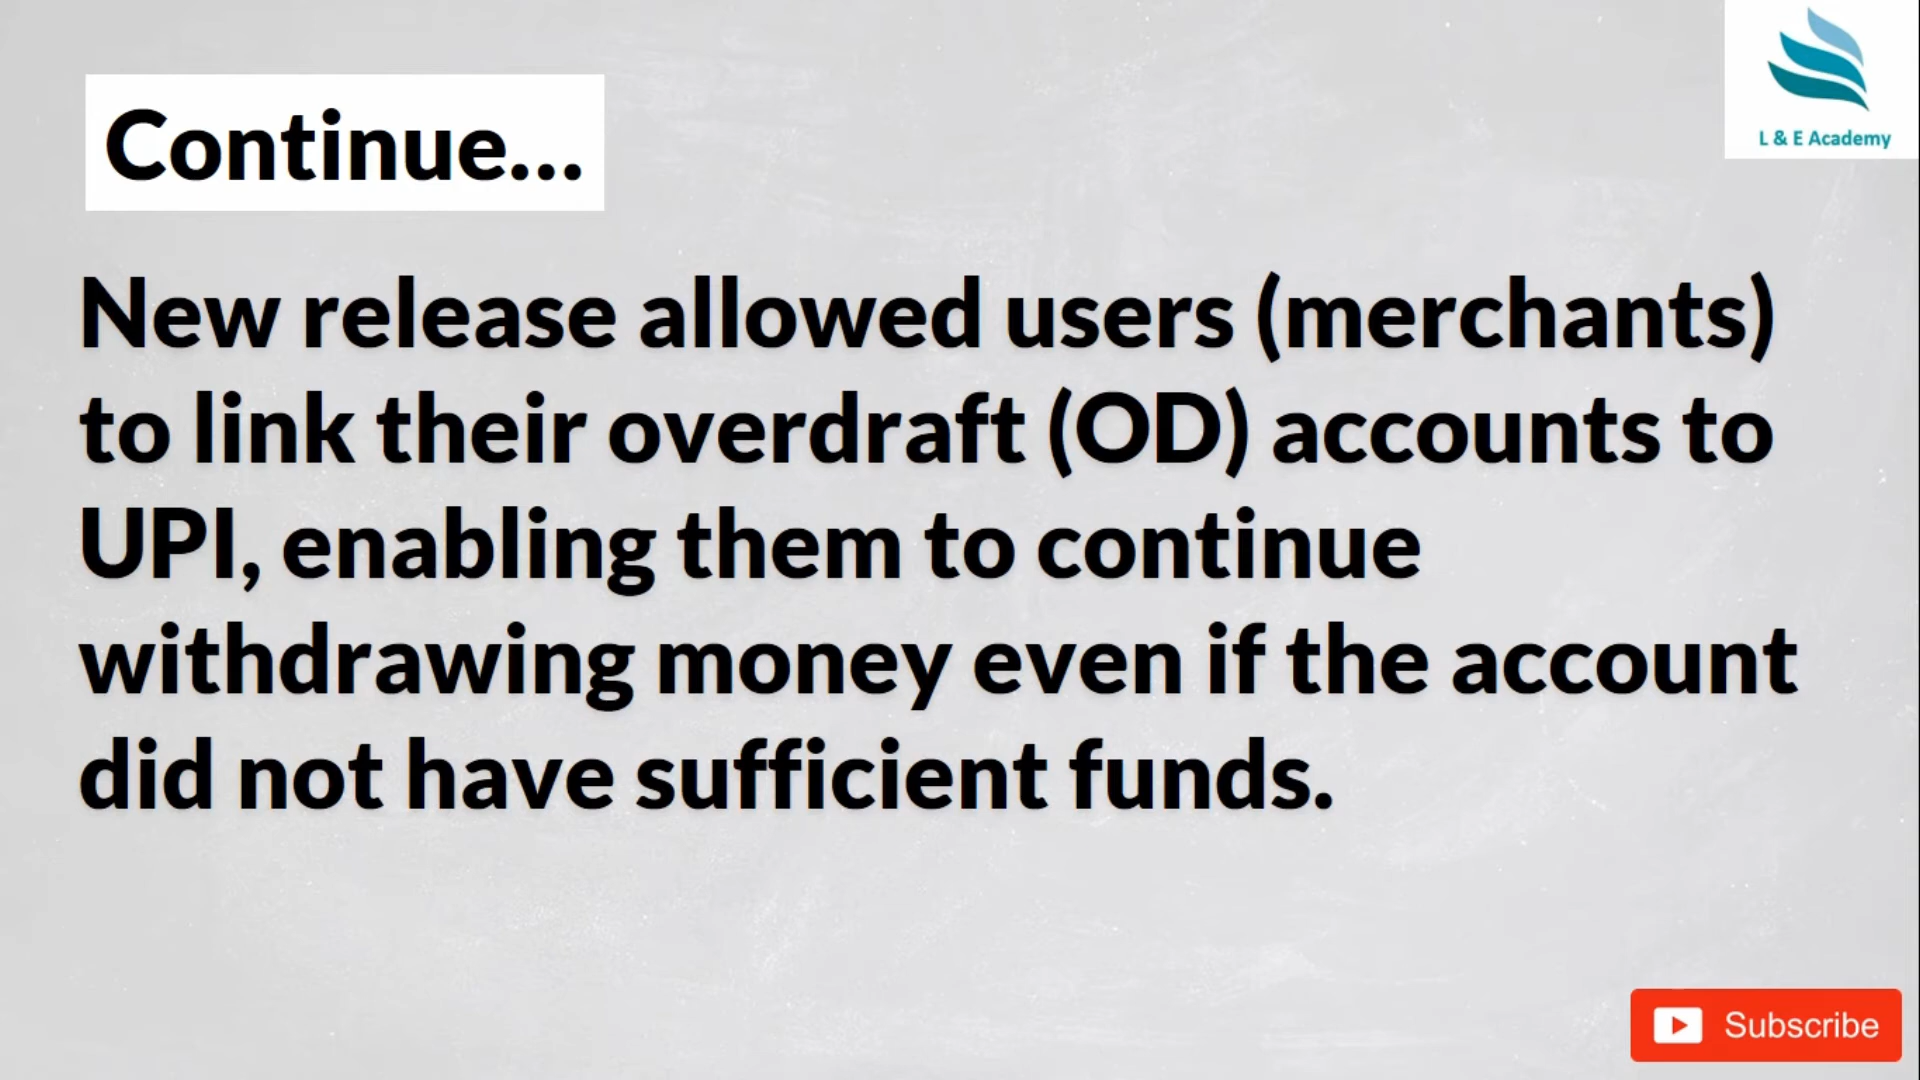 L & E Academy
Continue...
New release allowed users (merchants)
to link their overdraft (OD) accounts to
UPI, enabling them to continue
withdrawing money even if the account
did not have sufficient funds.
Subscribe